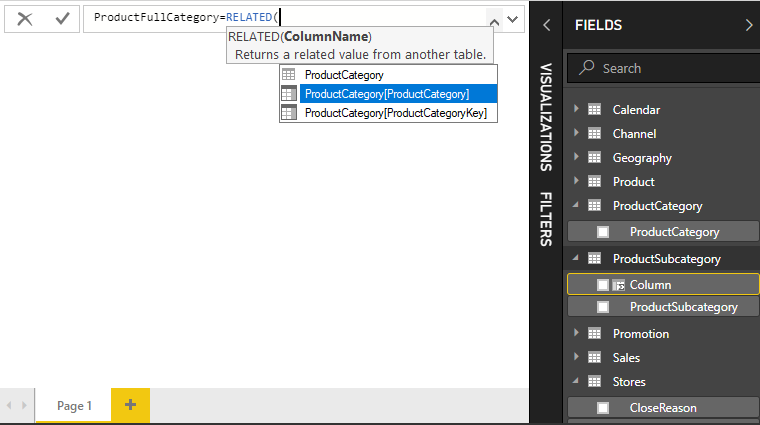 ProductFullCategory=RELATED(
RELATED(ColumnName)
Returns a related value from another table.
ProductCategory
ProductCategory[ProductCategory]
ProductCategory[ProductCategoryKey]
Page 1
VISUALIZATIONS
FILTERS
FIELDS
Search
Calendar
Channel
Geography
Product
ProductCategory
ProductCategory
ProductSubcategory
Column
ProductSubcategory
Promotion
Sales
Stores
CloseReason